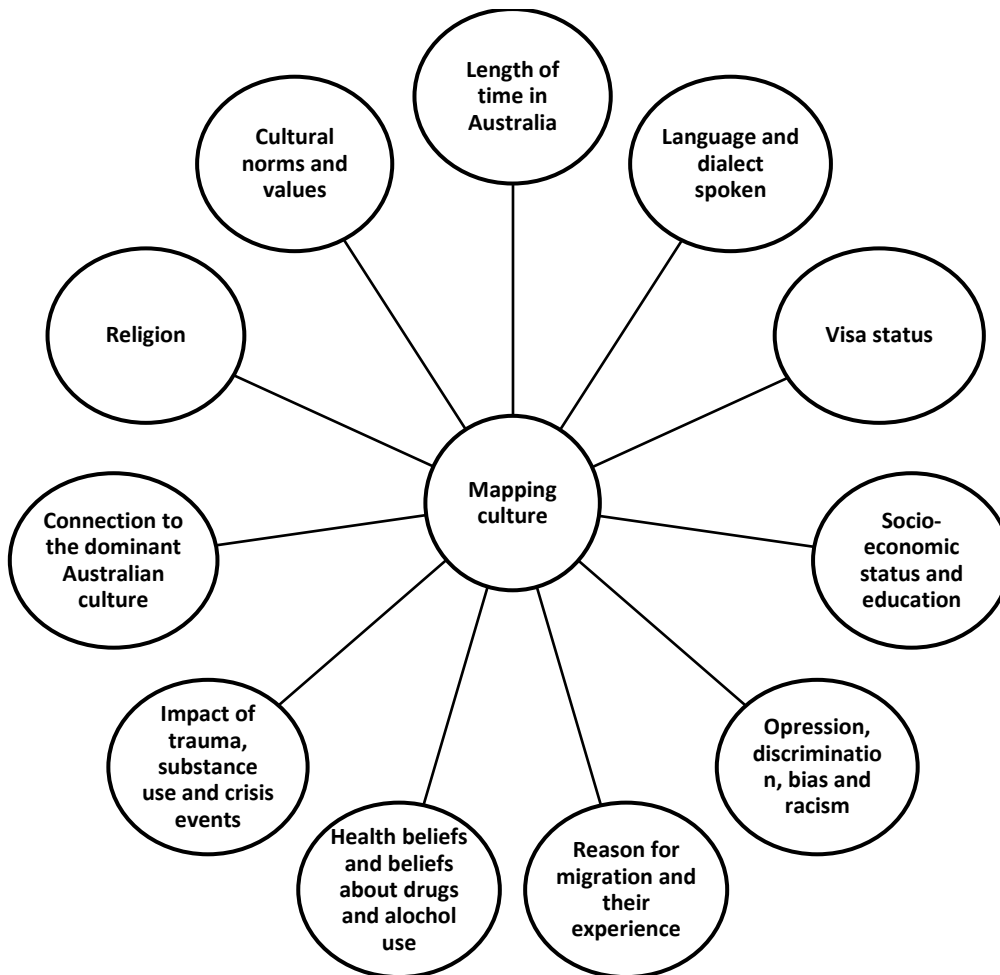 Length of
time in
Australia
Language and
dialect
spoken
Visa status
Socio-
economic
status and
education
Opression,
discriminatio
n, bias and
racism
Reason for
migration and
their
experience
Health beliefs
and beliefs
about drugs
and alochol
use
Impact of
trauma,
substance
use and crisis
events
Connection to
the dominant
Australian
culture
Religion
Cultural
norms and
values
Mapping
culture